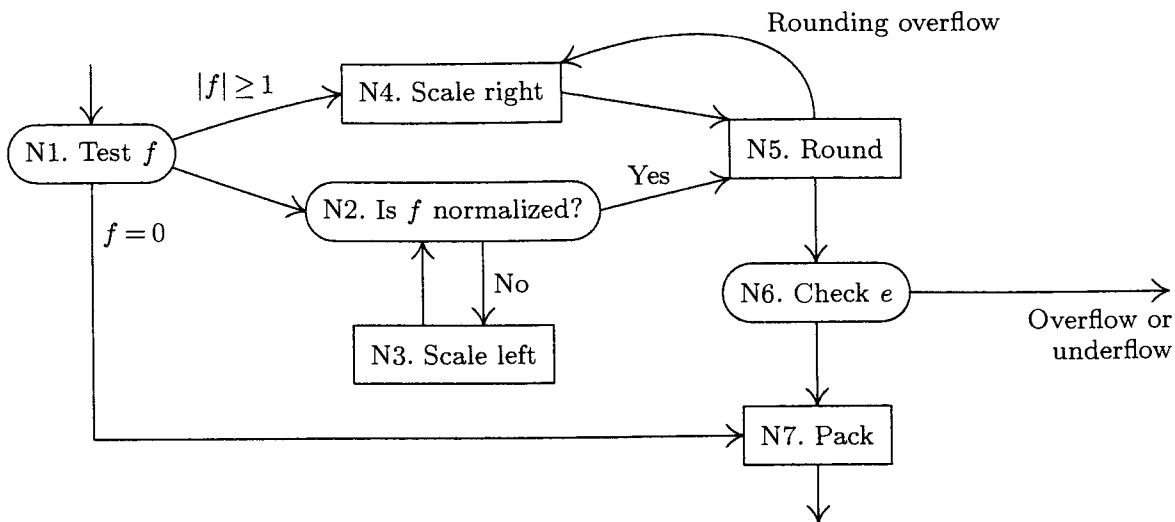 Rounding overflow
|f| ≥ 1
N4. Scale right
N1. Test f
N5. Round
Yes
N2. Is f normalized?
f = 0
No
N6. Check e
Overflow or
underflow
N3. Scale left
N7. Pack